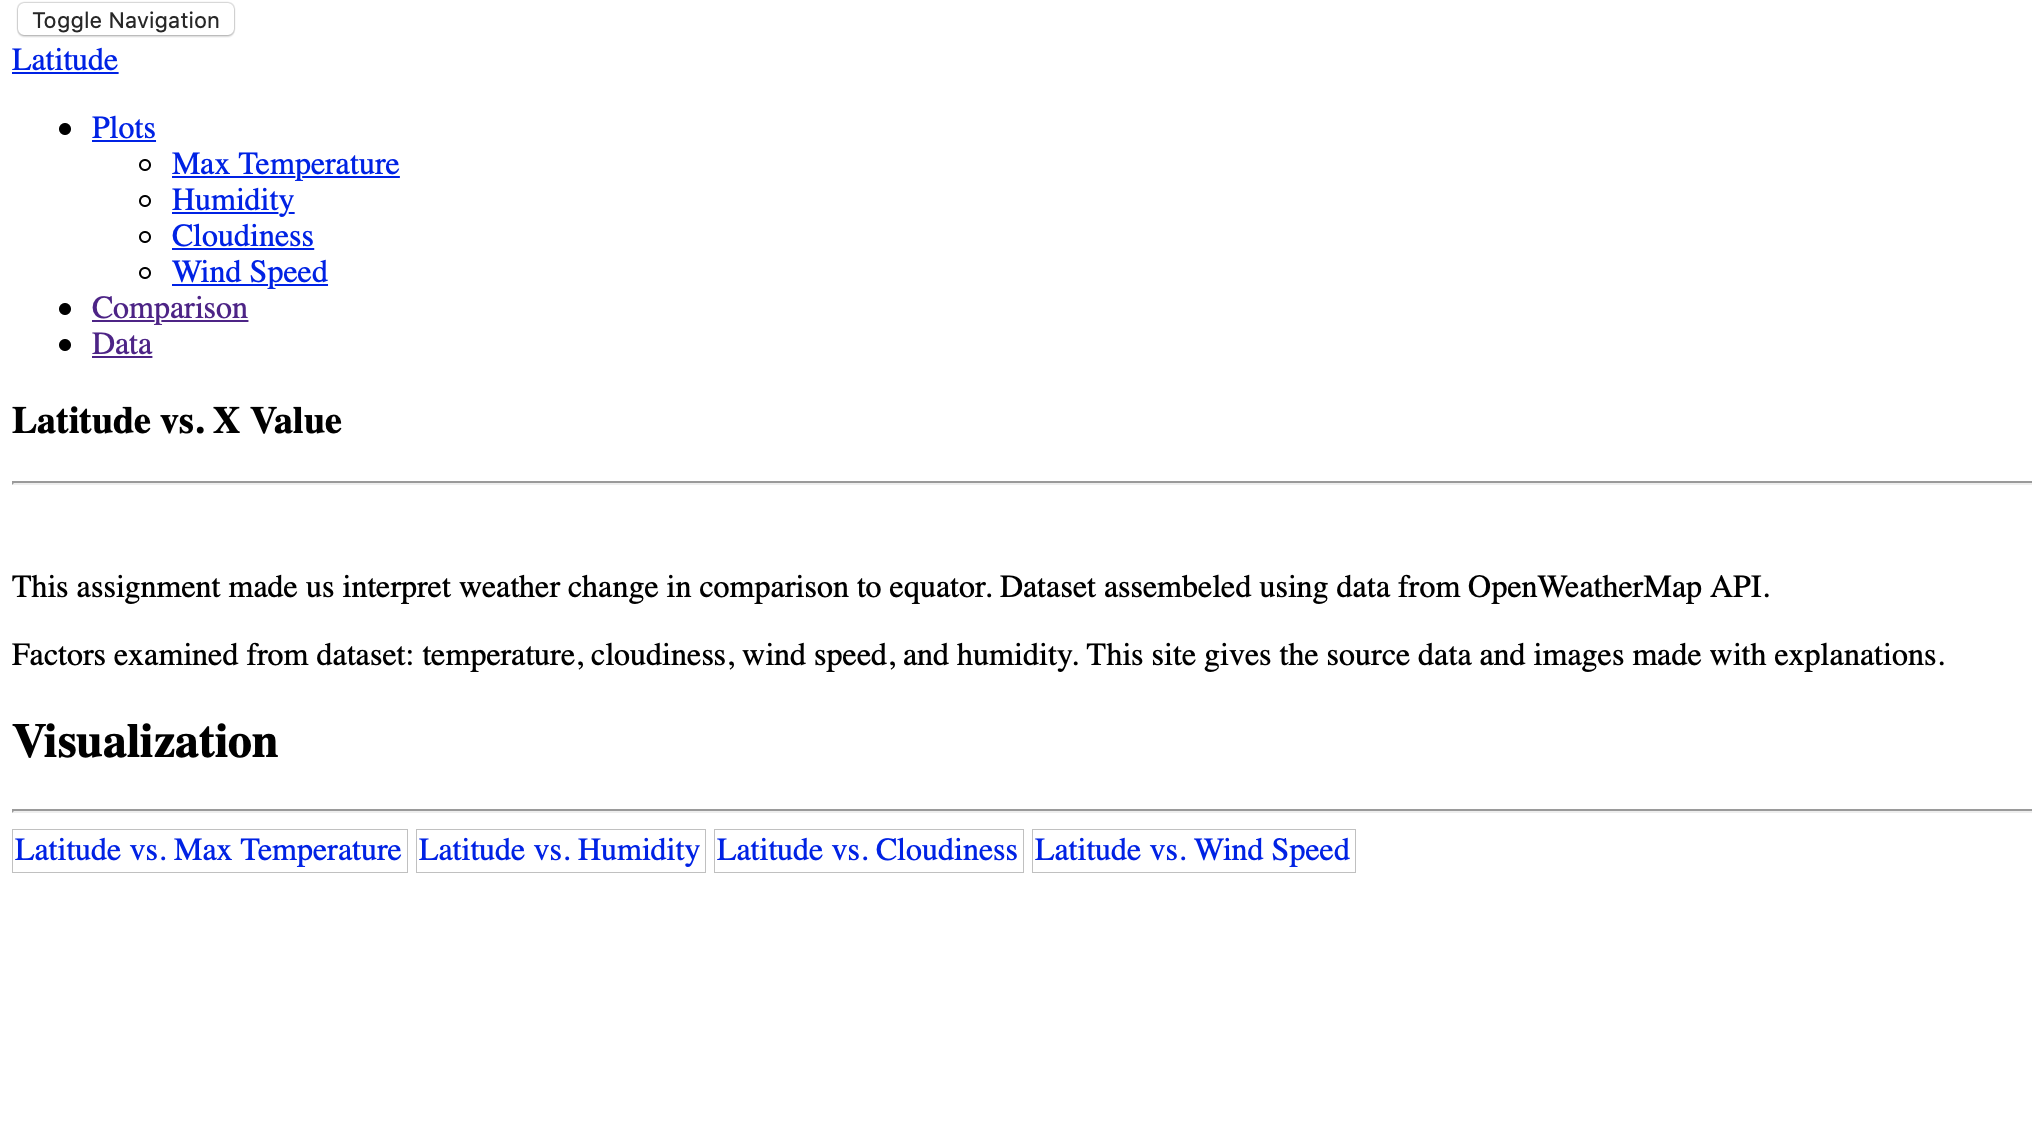 Toggle Navigation
Latitude
Plots
Max Temperature
Humidity
Cloudiness
Wind Speed
Comparison
Data
Latitude vs. X Value
This assignment made us interpret weather change in comparison to equator. Dataset assembeled using data from OpenWeatherMap API.
Factors examined from dataset: temperature, cloudiness, wind speed, and humidity. This site gives the source data and images made with explanations.
Visualization
Latitude vs. Max Temperature Latitude vs. Humidity Latitude vs. Cloudiness Latitude vs. Wind Speed